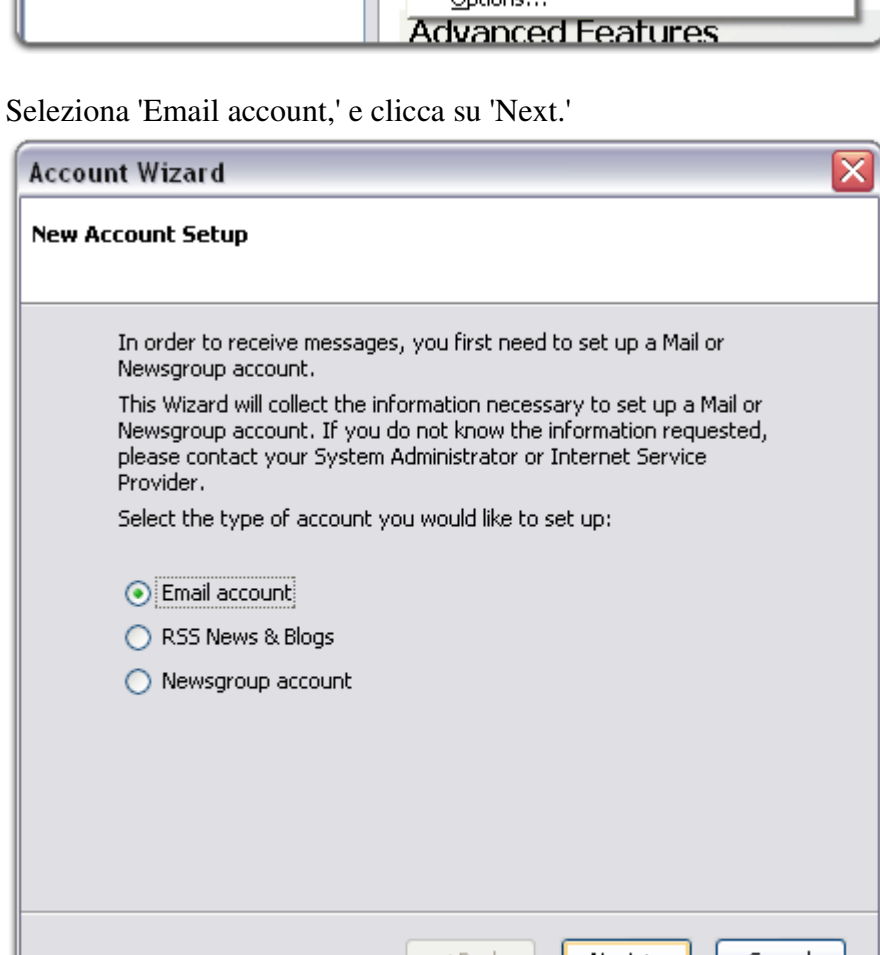 Options...
Advanced Features
Seleziona 'Email account,' e clicca su 'Next.'
Account Wizard
New Account Setup
In order to receive messages, you first need to set up a Mail or
Newsgroup account.
This Wizard will collect the information necessary to set up a Mail or
Newsgroup account. If you do not know the information requested,
please contact your System Administrator or Internet Service
Provider.
Select the type of account you would like to set up:
Email account
RSS News & Blogs
Newsgroup account